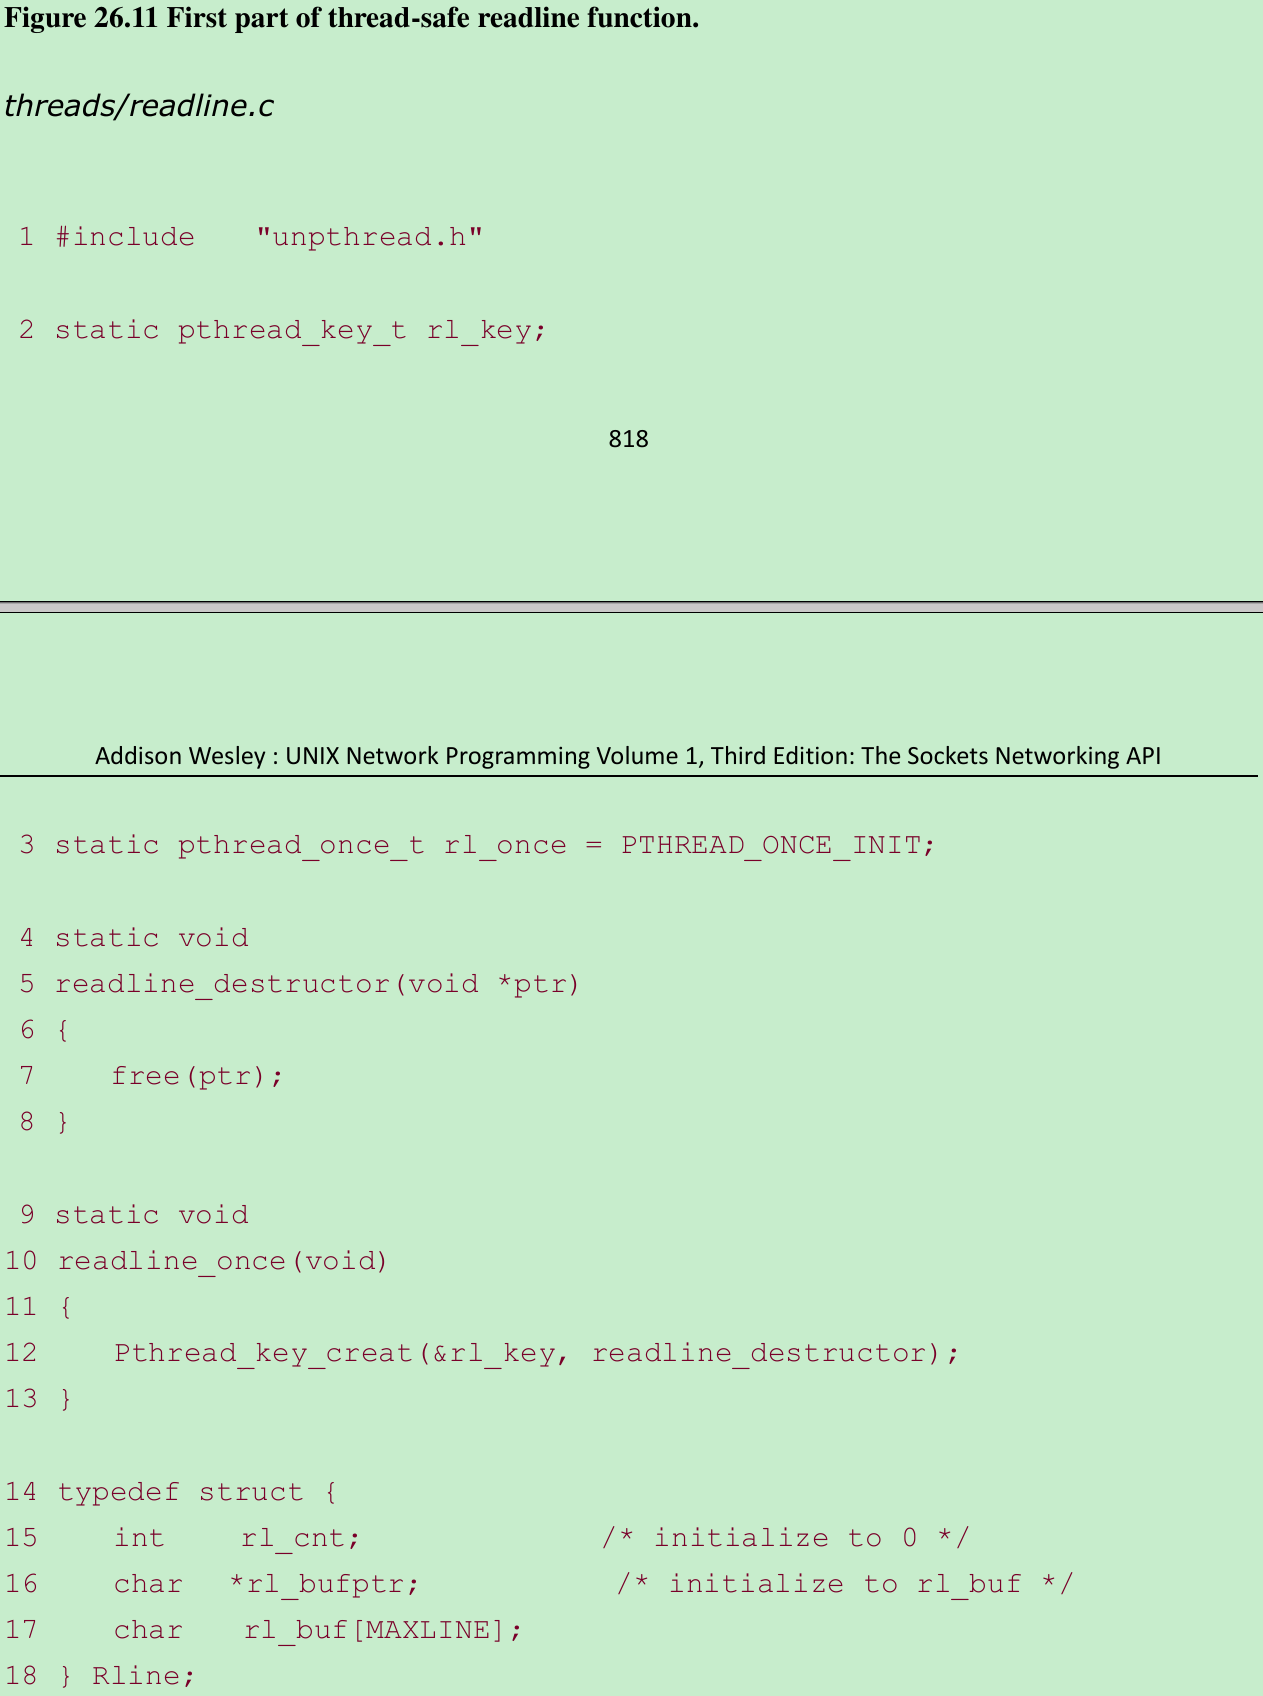 Figure 26.11 First part of thread-safe readline function.
threads/readline.c
1 #include "unpthread.h"
2 static pthread_key_t rl_key;
818
Addison Wesley : UNIX Network Programming Volume 1, Third Edition: The Sockets Networking API
3 static pthread_once_t rl_once = PTHREAD_ONCE_INIT;
4 static void
5 readline_destructor(void *ptr)
6 {
7 free(ptr);
8 }
9 static void
10 readline_once(void)
11 {
12 Pthread_key_creat(&rl_key, readline_destructor);
13 }
14 typedef struct {
15 int rl_cnt; /* initialize to 0 */
16 char *rl_bufptr; /* initialize to rl_buf */
17 char rl_buf[MAXLINE];
18 } Rline;